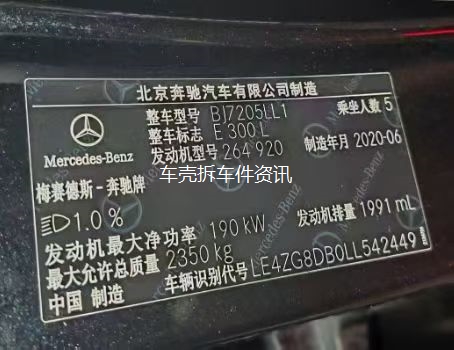 北京奔驰汽车有限公司制造
整车型号 BJ7205LL1 乘坐人数 5
整车标志 E 300 L
发动机型号 264 920 制造年月 2020-06
Mercedes-Benz
车壳拆车件资讯
梅赛德斯－奔驰牌
1.0 %
发动机最大净功率 190 kW 发动机排量 1991 mL
最大允许总质量 2350 kg
车辆识别代号 LE4ZG8DB0LL542449
中国 制造